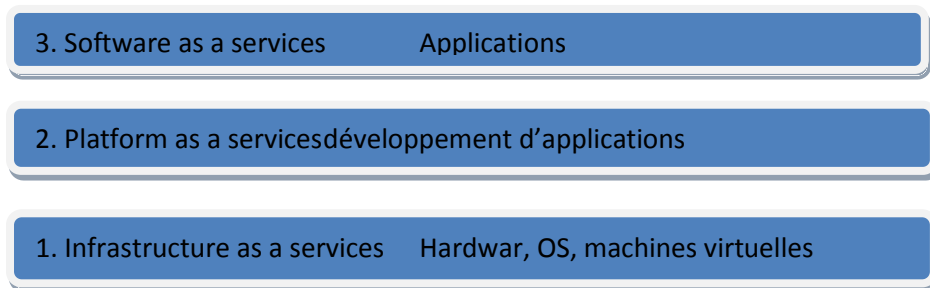 3. Software as a services Applications
2. Platform as a servicesdéveloppement d’applications
1. Infrastructure as a services Hardwar, OS, machines virtuelles